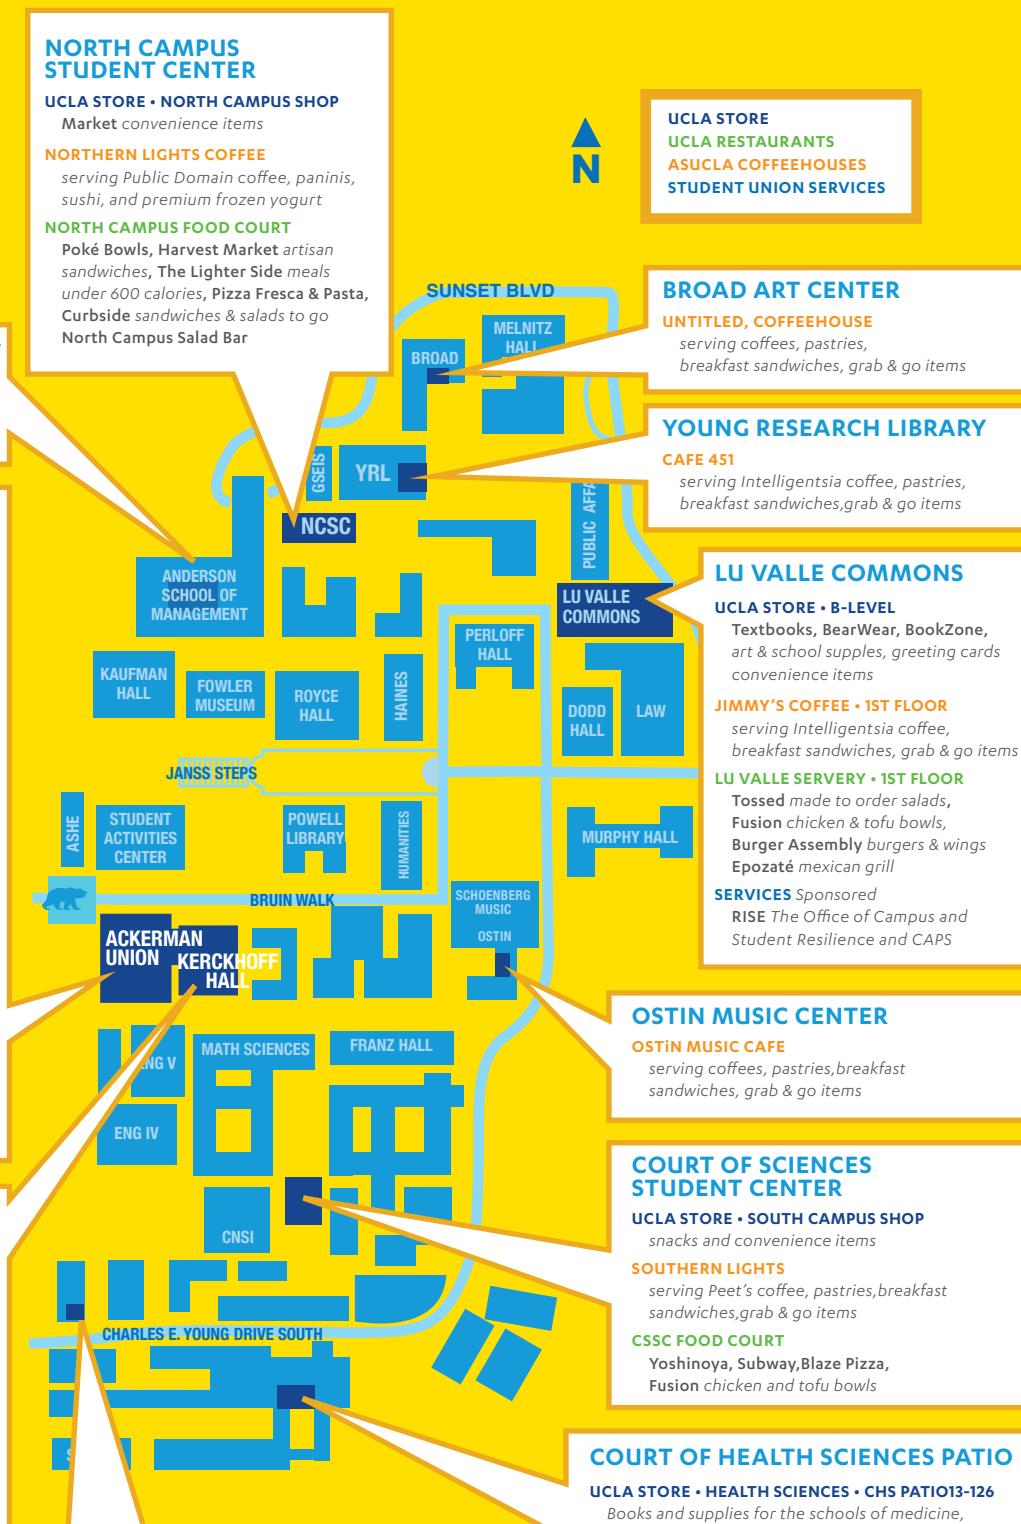 NORTH CAMPUS
STUDENT CENTER
UCLA STORE • NORTH CAMPUS SHOP
Market convenience items
NORTHERN LIGHTS COFFEE
serving Public Domain coffee, paninis,
sushi, and premium frozen yogurt
NORTH CAMPUS FOOD COURT
Poké Bowls, Harvest Market artisan
sandwiches, The Lighter Side meals
under 600 calories, Pizza Fresca & Pasta,
Curbside sandwiches & salads to go
North Campus Salad Bar
N
UCLA STORE
UCLA RESTAURANTS
ASUCLA COFFEEHOUSES
STUDENT UNION SERVICES
SUNSET BLVD
MELNITZ
HALL
BROAD
BROAD ART CENTER
UNTITLED, COFFEEHOUSE
serving coffees, pastries,
breakfast sandwiches, grab & go items
YOUNG RESEARCH LIBRARY
CAFE 451
serving Intelligentsia coffee, pastries,
breakfast sandwiches,grab & go items
GSEIS
YRL
NCSC
PUBLIC AFFA
ANDERSON
SCHOOL OF
MANAGEMENT
LU VALLE
COMMONS
LU VALLE COMMONS
UCLA STORE • B-LEVEL
Textbooks, BearWear, BookZone,
art & school supples, greeting cards
convenience items
JIMMY'S COFFEE • 1ST FLOOR
serving Intelligentsia coffee,
breakfast sandwiches, grab & go items
LU VALLE SERVERY • 1ST FLOOR
Tossed made to order salads,
Fusion chicken & tofu bowls,
Burger Assembly burgers & wings
Epozaté mexican grill
SERVICES Sponsored
RISE The Office of Campus and
Student Resilience and CAPS
PERLOFF
HALL
KAUFMAN
HALL
FOWLER
MUSEUM
ROYCE
HALL
HAINES
DODD
HALL
LAW
JANSS STEPS
ASHE
STUDENT
ACTIVITIES
CENTER
POWELL
LIBRARY
HUMANITIES
MURPHY HALL
BRUIN WALK
SCHOENBERG
MUSIC
OSTIN
ACKERMAN
UNION
KERCKHOFF
HALL
OSTIN MUSIC CENTER
OSTiN MUSIC CAFE
serving coffees, pastries,breakfast
sandwiches, grab & go items
ENG V
MATH SCIENCES
FRANZ HALL
ENG IV
CNSI
COURT OF SCIENCES
STUDENT CENTER
UCLA STORE • SOUTH CAMPUS SHOP
snacks and convenience items
SOUTHERN LIGHTS
serving Peet's coffee, pastries,breakfast
sandwiches,grab & go items
CSSC FOOD COURT
Yoshinoya, Subway,Blaze Pizza,
Fusion chicken and tofu bowls
CHARLES E. YOUNG DRIVE SOUTH
COURT OF HEALTH SCIENCES PATIO
UCLA STORE • HEALTH SCIENCES • CHS PATIO13-126
Books and supplies for the schools of medicine,